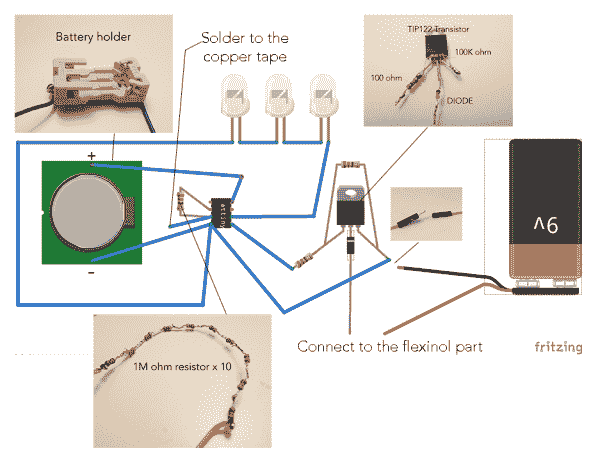 Battery holder
Solder to the
copper tape
TIP122 Transistor
100K ohm
100 ohm
DIODE
+
−
9V
1M ohm resistor x 10
Connect to the flexinol part
fritzing